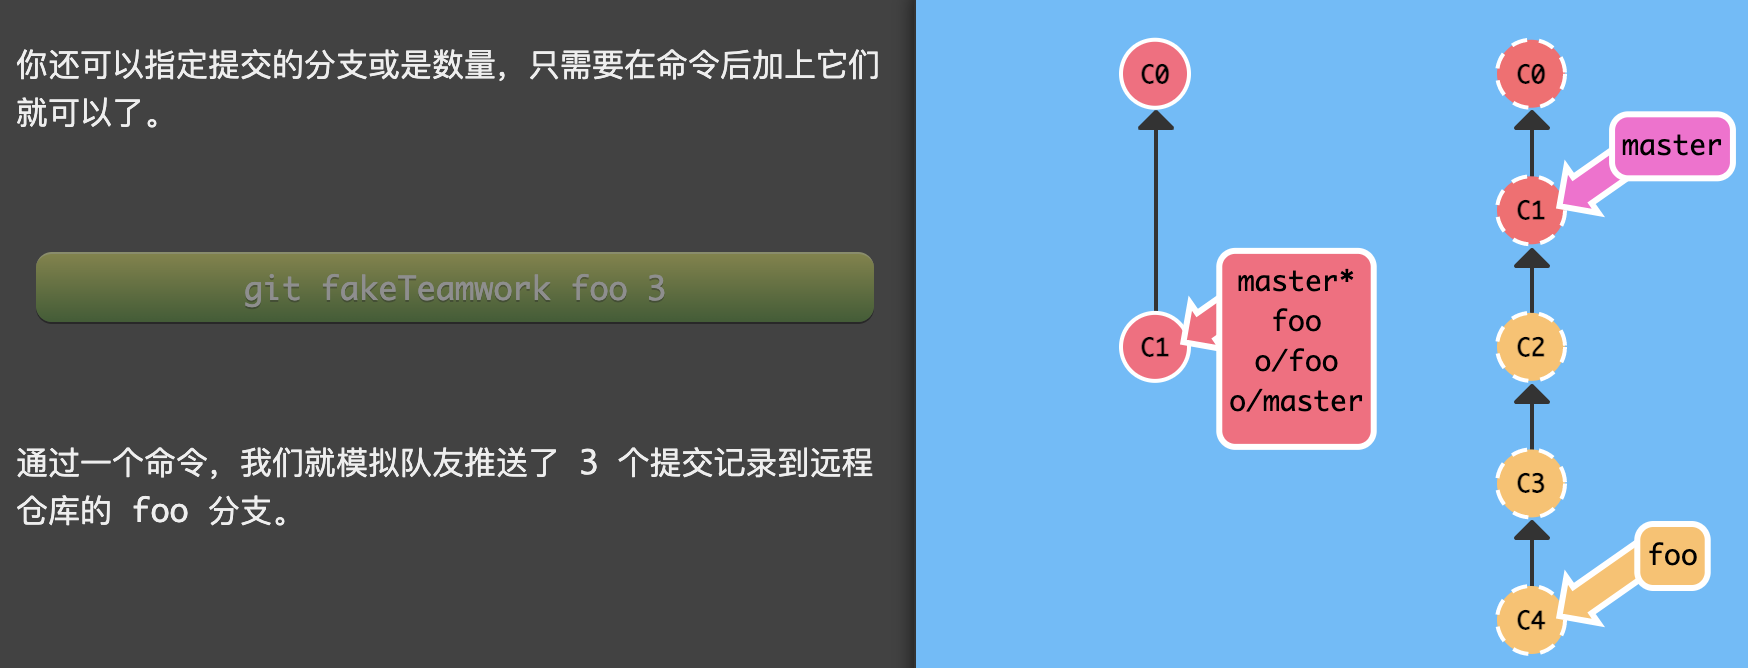 你还可以指定提交的分支或是数量，只需要在命令后加上它们
就可以了。
git fakeTeamwork foo 3
通过一个命令，我们就模拟队友推送了 3 个提交记录到远程
仓库的 foo 分支。
C0
C1
master*
foo
o/foo
o/master
C0
master
C1
C2
C3
foo
C4